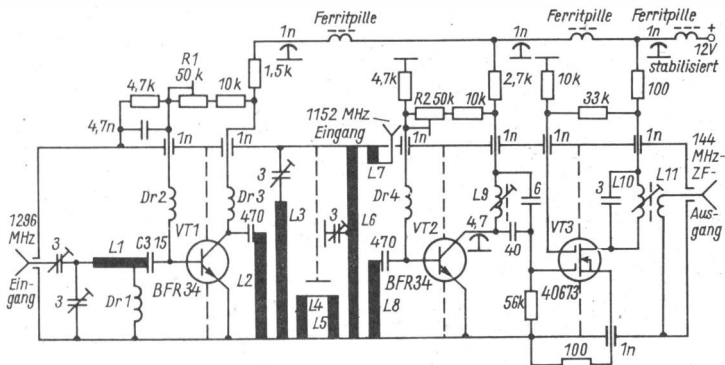 Ferritpille
Ferritpille
Ferritpille
1n
1n
1n
+
12V
stabilisiert
R1
50k
4,7k
10k
1,5k
4,7k
R2 50k
10k
2,7k
10k
33k
100
4,7n
1n
1n
1152 MHz
Eingang
1n
1n
1n
1n
144
MHz-
ZF-
Aus-
gang
3
L7
Dr2
Dr3
L3
3
L6
Dr4
L9
6
3
L10
L11
1296
MHz
3
L1
C3 15
VT1
470
470
VT2
4,7
40
VT3
Ein-
gang
3
Dr1
BFR34
L2
L4
L5
L8
BFR34
56k
40673
100
1n